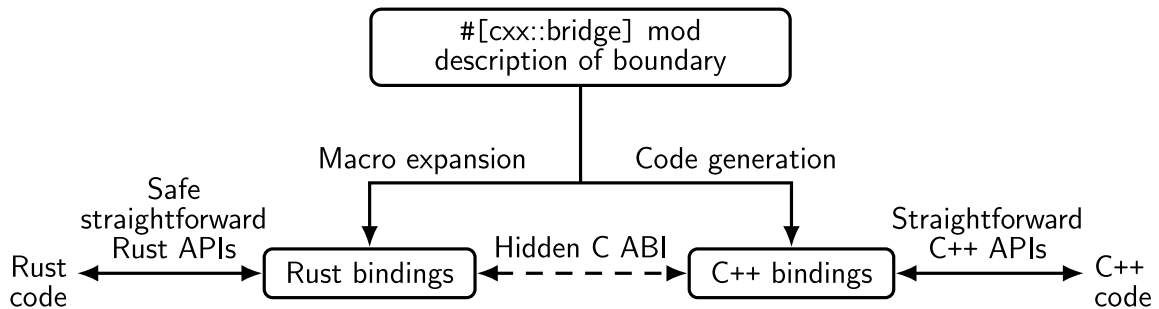 #[cxx::bridge] mod
description of boundary
Macro expansion
Code generation
Safe
straightforward
Rust APIs
Straightforward
C++ APIs
Rust
code
Rust bindings
Hidden C ABI
C++ bindings
C++
code